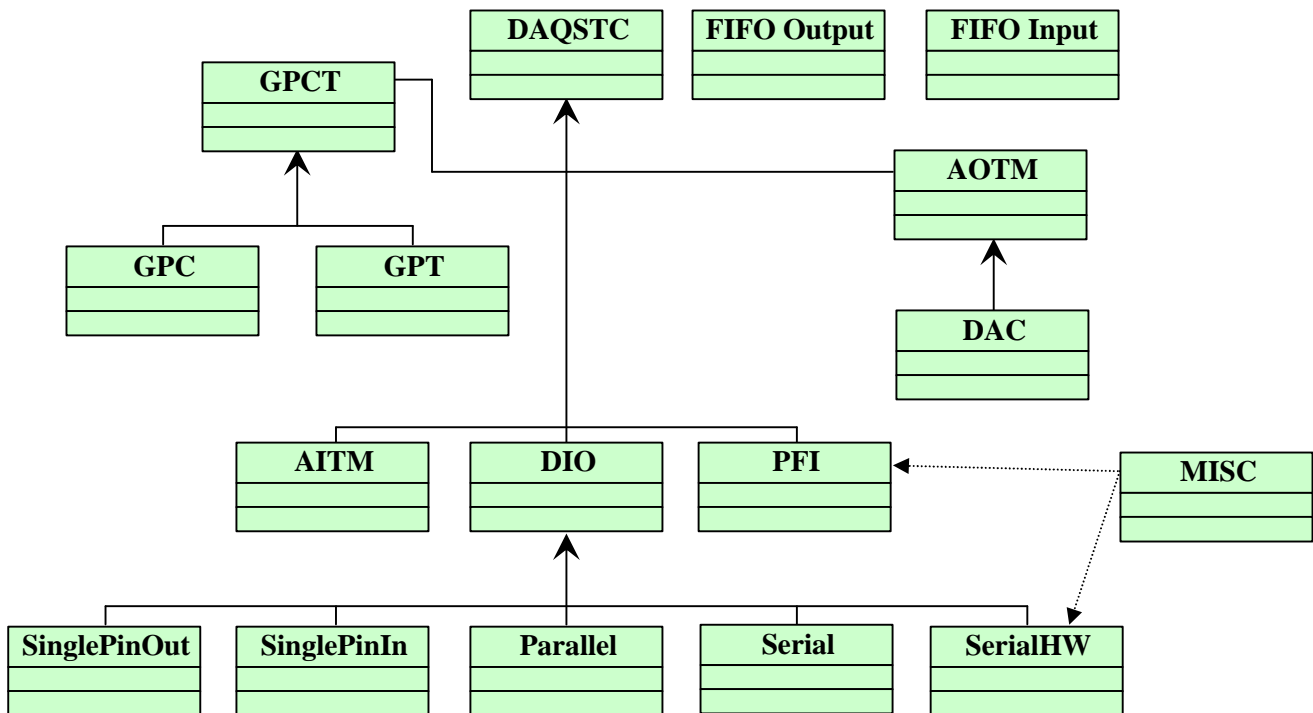 DAQSTC
FIFO Output
FIFO Input
GPCT
AOTM
GPC
GPT
DAC
AITM
DIO
PFI
MISC
SinglePinOut
SinglePinIn
Parallel
Serial
SerialHW